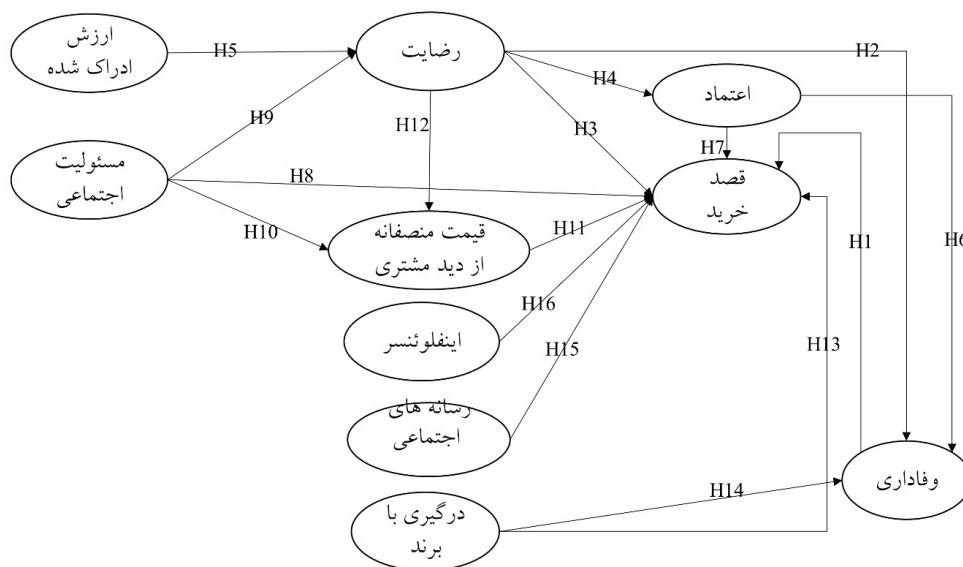 ارزش
ادراک شده
H5
رضایت
H2
H4
اعتماد
H9
H12
H3
H7
مسئولیت
اجتماعی
H8
قصد
خرید
H10
قیمت منصفانه
از دید مشتری
H11
H1
H6
اینفلوئنسر
H16
H15
H13
رسانه های
اجتماعی
وفاداری
H14
درگیری با
برند